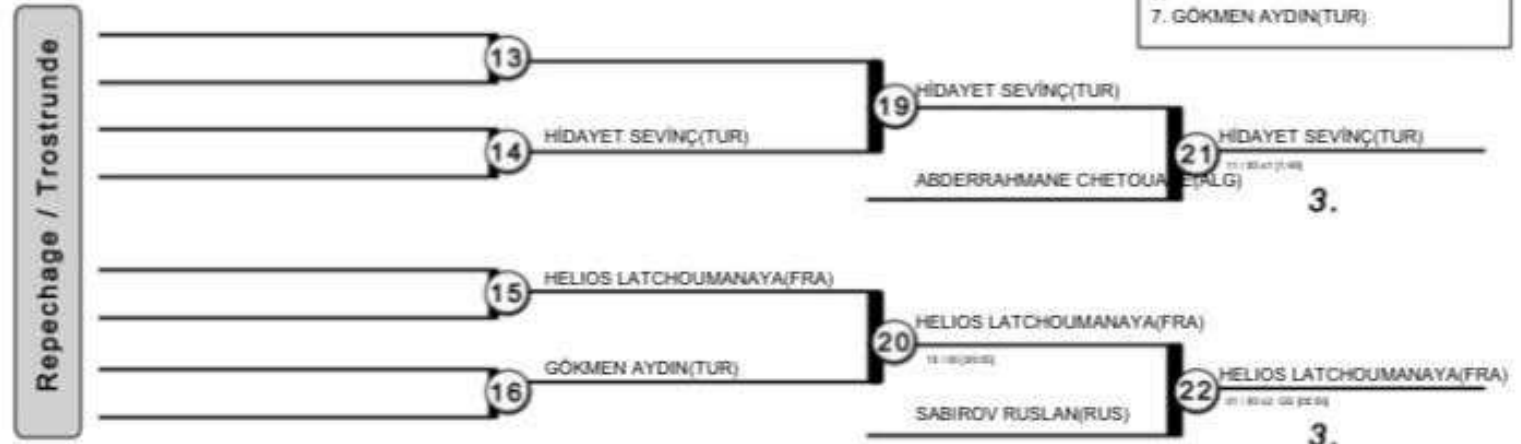 7. GÖKMEN AYDIN(TUR)
Repechage / Trostrunde
13
14
HİDAYET SEVİNÇ(TUR)
19
HİDAYET SEVİNÇ(TUR)
ABDERRAHMANE
21
HİDAYET SEVİNÇ(TUR)
3.
15
HELIOS LATCHOUMANAYA(FRA)
16
GÖKMEN AYDIN(TUR)
20
HELIOS LATCHOUMANAYA(FRA)
SABIROV RUSLAN(RUS)
22
HELIOS LATCHOUMANAYA(FRA)
3.